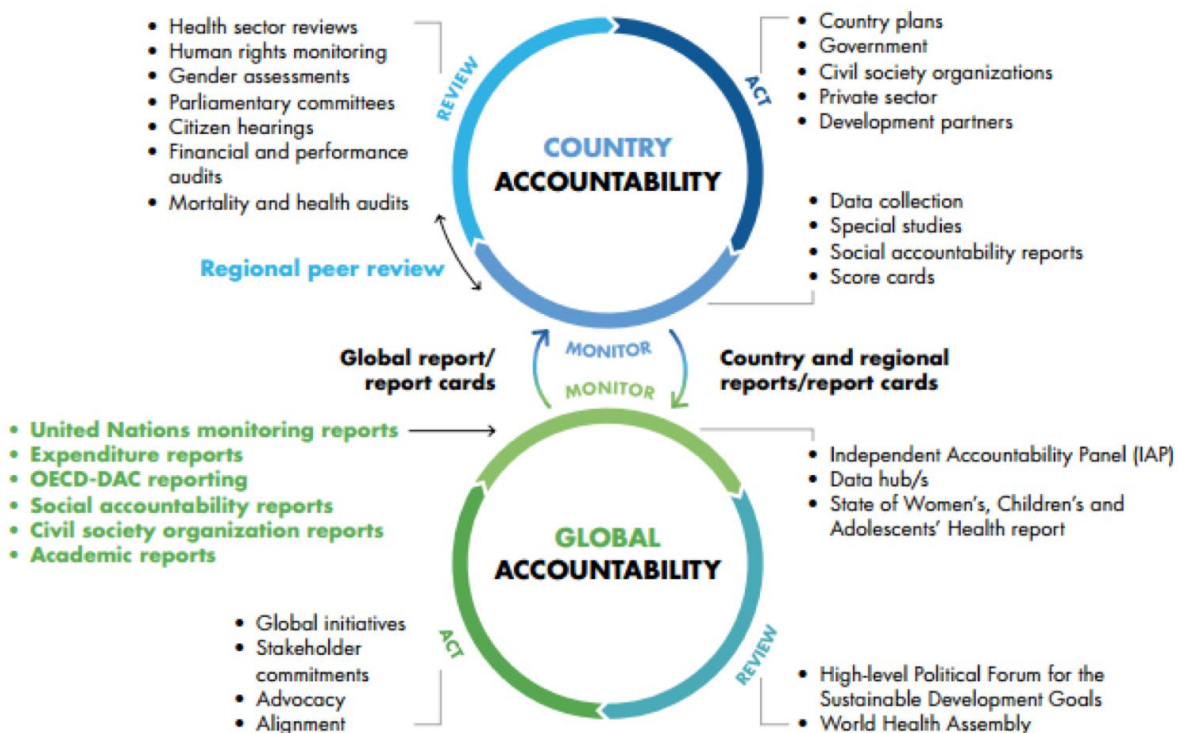 • Health sector reviews
• Human rights monitoring
• Gender assessments
• Parliamentary committees
• Citizen hearings
• Financial and performance
audits
• Mortality and health audits
REVIEW
ACT
• Country plans
• Government
• Civil society organizations
• Private sector
• Development partners
COUNTRY
ACCOUNTABILITY
• Data collection
• Special studies
• Social accountability reports
• Score cards
Regional peer review
MONITOR
Global report/
report cards
Country and regional
reports/report cards
MONITOR
• United Nations monitoring reports
• Expenditure reports
• OECD-DAC reporting
• Social accountability reports
• Civil society organization reports
• Academic reports
• Independent Accountability Panel (IAP)
• Data hub/s
• State of Women's, Children's and
Adolescents' Health report
GLOBAL
ACCOUNTABILITY
• Global initiatives
• Stakeholder
commitments
• Advocacy
• Alignment
ACT
REVIEW
• High-level Political Forum for the
Sustainable Development Goals
• World Health Assembly